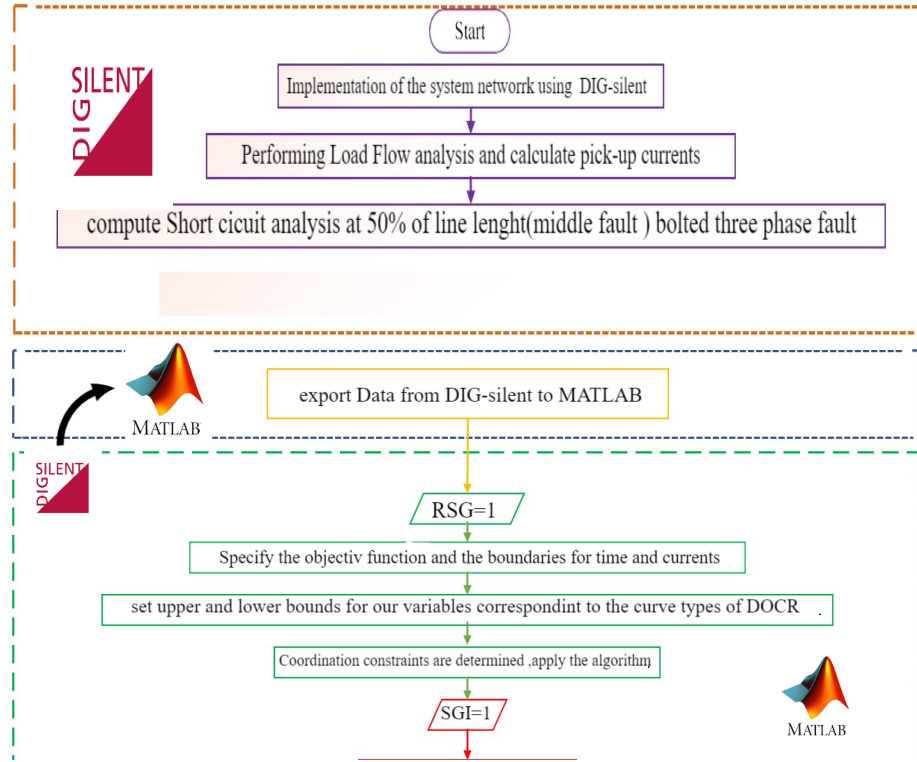 Start
SILENT
DIG
Implementation of the system networrk using DIG-silent
Performing Load Flow analysis and calculate pick-up currents
compute Short cicuit analysis at 50% of line lenght(middle fault ) bolted three phase fault
export Data from DIG-silent to MATLAB
MATLAB
SILENT
DIG
RSG=1
Specify the objectiv function and the boundaries for time and currents
set upper and lower bounds for our variables correspondint to the curve types of DOCR .
Coordination constraints are determined ,apply the algorithm;
SGI=1
MATLAB